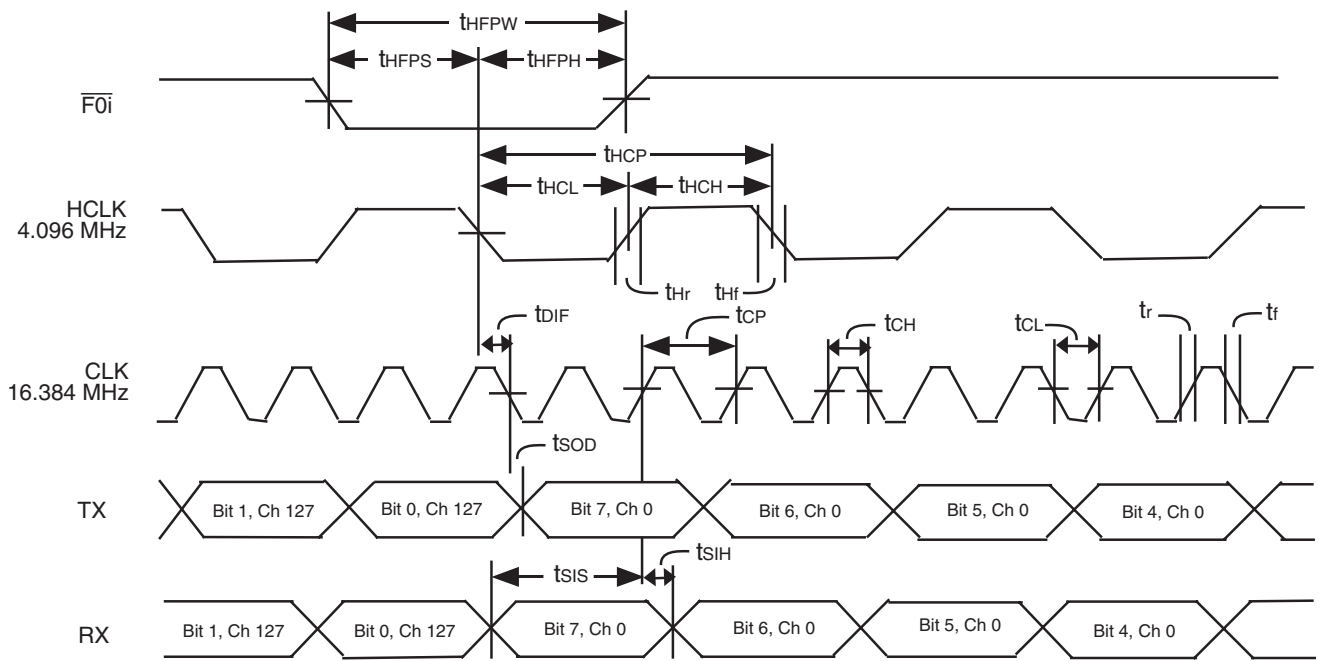 tHFPW
tHFPS tHFPH
F0i
tHCP
tHCL tHCH
HCLK
4.096 MHz
tHr tHf
tDIF tCP tCH tCL tr tf
CLK
16.384 MHz
tSOD
TX Bit 1, Ch 127 Bit 0, Ch 127 Bit 7, Ch 0 Bit 6, Ch 0 Bit 5, Ch 0 Bit 4, Ch 0
tSIS tSIH
RX Bit 1, Ch 127 Bit 0, Ch 127 Bit 7, Ch 0 Bit 6, Ch 0 Bit 5, Ch 0 Bit 4, Ch 0